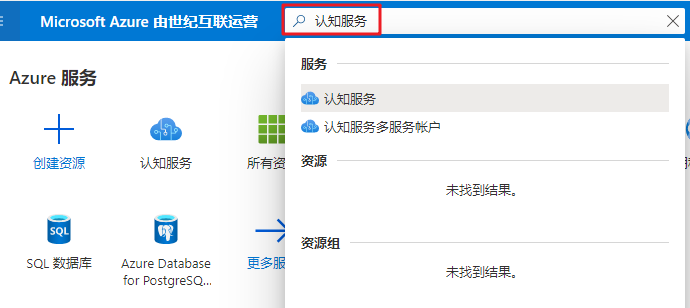 Microsoft Azure 由世纪互联运营
认知服务
Azure 服务
创建资源
认知服务
所有资
SQL 数据库
Azure Database
for PostgreSQ...
更多服
服务
认知服务
认知服务多服务帐户
资源
未找到结果。
资源组
未找到结果。